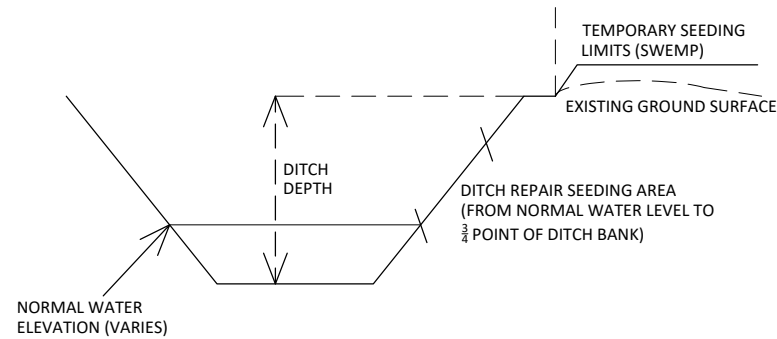 TEMPORARY SEEDING
LIMITS (SWEMP)
EXISTING GROUND SURFACE
DITCH
DEPTH
DITCH REPAIR SEEDING AREA
(FROM NORMAL WATER LEVEL TO
3/4 POINT OF DITCH BANK)
NORMAL WATER
ELEVATION (VARIES)